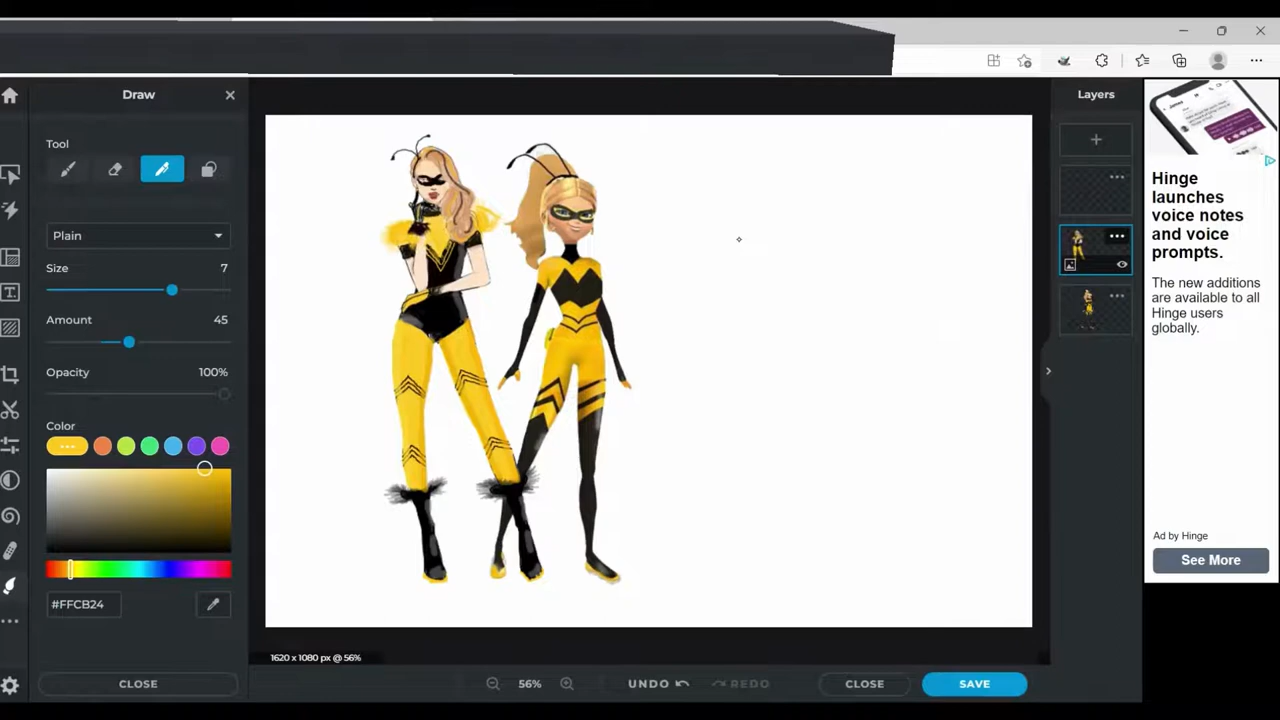 Draw
Layers
Tool
Plain
Size 7
Amount 45
Opacity 100%
Color
#FFCB24
CLOSE
1620 x 1080 px @ 56%
56%
UNDO
REDO
CLOSE
SAVE
Hinge
launches
voice notes
and voice
prompts.
The new additions
are available to all
Hinge users
globally.
Ad by Hinge
See More